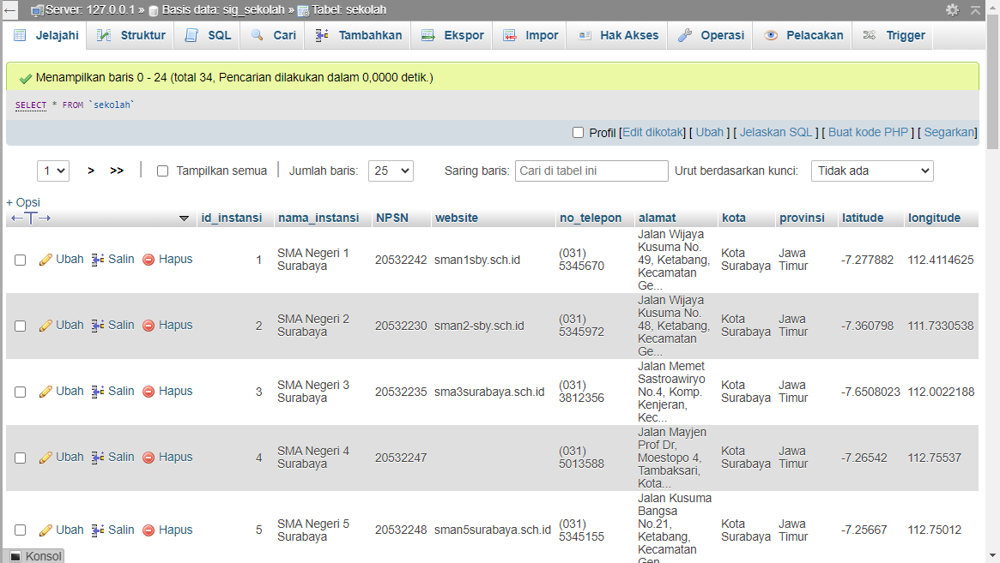 Server: 127.0.0.1 » Basis data: sig_sekolah » Tabel: sekolah
Jelajahi Struktur SQL Cari Tambahkan Ekspor Impor Hak Akses Operasi Pelacakan Trigger
Menampilkan baris 0 - 24 (total 34, Pencarian dilakukan dalam 0,0000 detik.)
SELECT * FROM `sekolah`
Profil [Edit dikotak] [ Ubah ] [ Jelaskan SQL ] [ Buat kode PHP ] [ Segarkan]
1 > >> Tampilkan semua Jumlah baris: 25 Saring baris: Cari di tabel ini Urut berdasarkan kunci: Tidak ada
+ Opsi
←T→ id_instansi nama_instansi NPSN website no_telepon alamat kota provinsi latitude longitude
Ubah Salin Hapus 1
SMA Negeri 1
Surabaya
20532242 sman1sby.sch.id
(031)
5345670
Jalan Wijaya
Kusuma No.
49, Ketabang,
Kecamatan
Ge...
Kota
Surabaya
Jawa
Timur
-7.277882 112.4114625
Ubah Salin Hapus 2
SMA Negeri 2
Surabaya
20532230 sman2-sby.sch.id
(031)
5345972
Jalan Wijaya
Kusuma No.
48, Ketabang,
Kecamatan
Ge...
Kota
Surabaya
Jawa
Timur
-7.360798 111.7330538
Ubah Salin Hapus 3
SMA Negeri 3
Surabaya
20532235 sma3surabaya.sch.id
(031)
3812356
Jalan Memet
Sastroawiryo
No.4, Komp.
Kenjeran,
Kec...
Kota
Surabaya
Jawa
Timur
-7.6508023 112.0022188
Ubah Salin Hapus 4
SMA Negeri 4
Surabaya
20532247
(031)
5013588
Jalan Mayjen
Prof Dr,
Moestopo 4,
Tambaksari,
Kota...
Kota
Surabaya
Jawa
Timur
-7.26542 112.75537
Ubah Salin Hapus 5
SMA Negeri 5
Surabaya
20532248 sman5surabaya.sch.id
(031)
5345155
Jalan Kusuma
Bangsa
No.21,
Ketabang,
Kecamatan
Gen...
Kota
Surabaya
Jawa
Timur
-7.25667 112.75012
Konsol